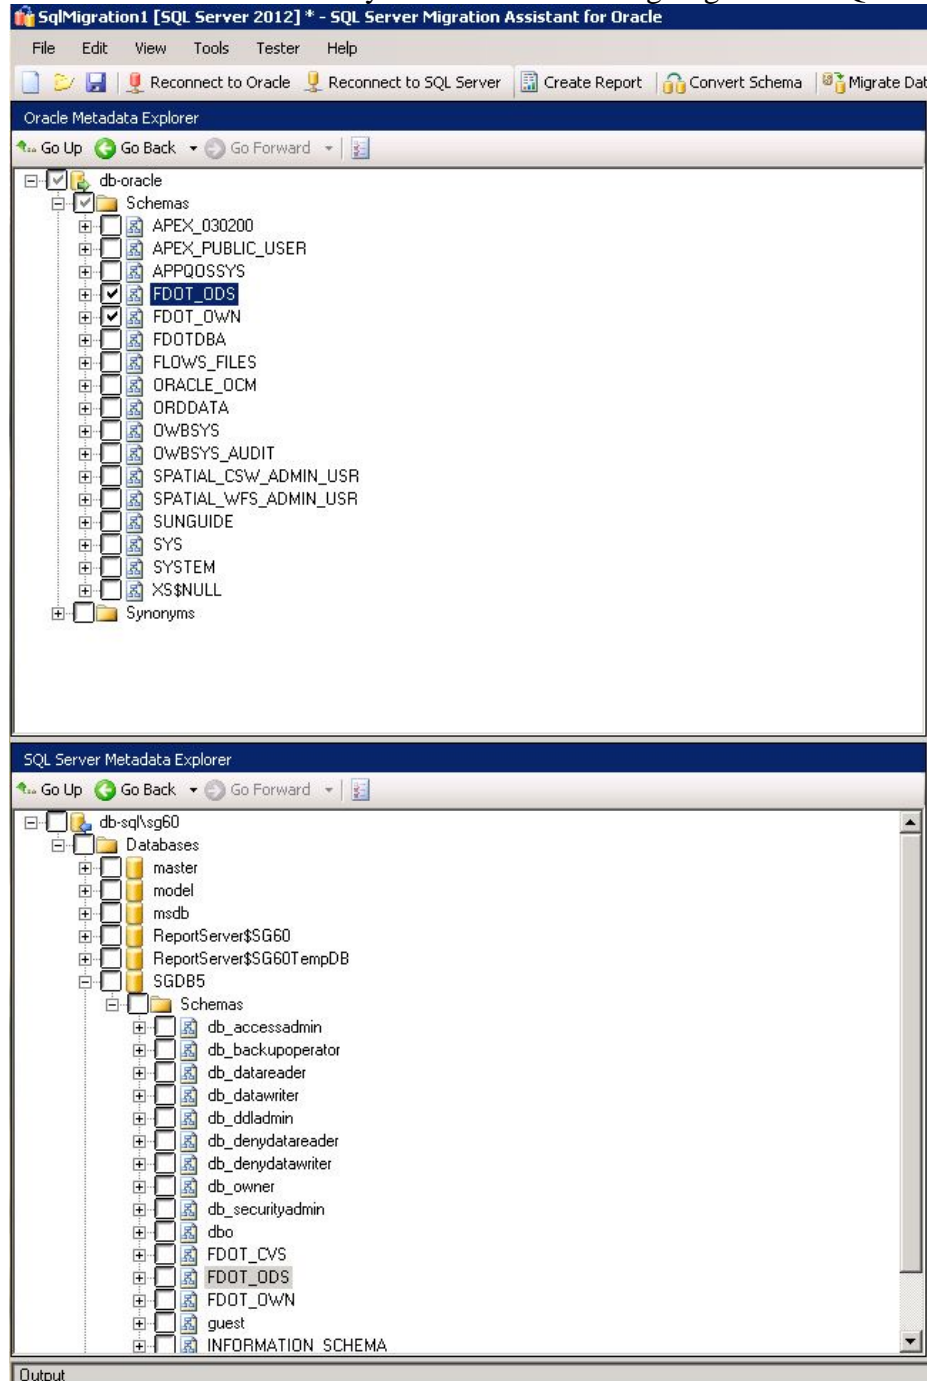 SqlMigration1 [SQL Server 2012] * - SQL Server Migration Assistant for Oracle
File Edit View Tools Tester Help
Reconnect to Oracle Reconnect to SQL Server Create Report Convert Schema Migrate Dat
Oracle Metadata Explorer
Go Up Go Back Go Forward
db-oracle
Schemas
APEX_030200
APEX_PUBLIC_USER
APPQOSSYS
FDOT_ODS
FDOT_OWN
FDOTDBA
FLOWS_FILES
ORACLE_OCM
ORDDATA
OWBSYS
OWBSYS_AUDIT
SPATIAL_CSW_ADMIN_USR
SPATIAL_WFS_ADMIN_USR
SUNGUIDE
SYS
SYSTEM
XS$NULL
Synonyms
SQL Server Metadata Explorer
Go Up Go Back Go Forward
db-sql\sg60
Databases
master
model
msdb
ReportServer$SG60
ReportServer$SG60TempDB
SGDB5
Schemas
db_accessadmin
db_backupoperator
db_datareader
db_datawriter
db_ddladmin
db_denydatareader
db_denydatawriter
db_owner
db_securityadmin
dbo
FDOT_CVS
FDOT_ODS
FDOT_OWN
guest
INFORMATION_SCHEMA
Output